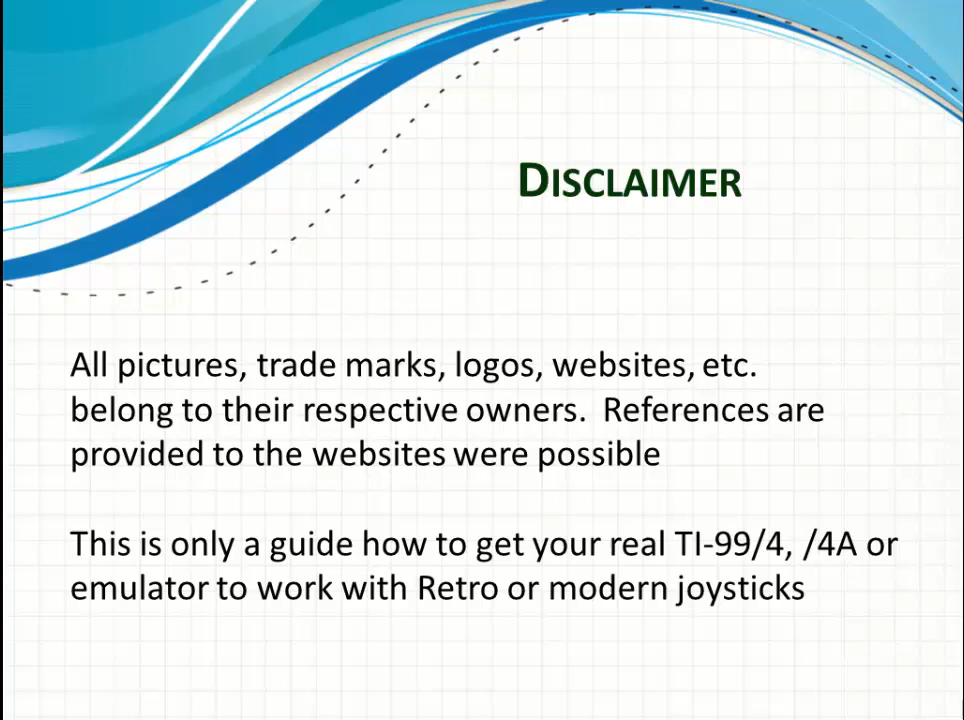 DISCLAIMER
All pictures, trade marks, logos, websites, etc.
belong to their respective owners.  References are
provided to the websites were possible
This is only a guide how to get your real TI-99/4, /4A or
emulator to work with Retro or modern joysticks